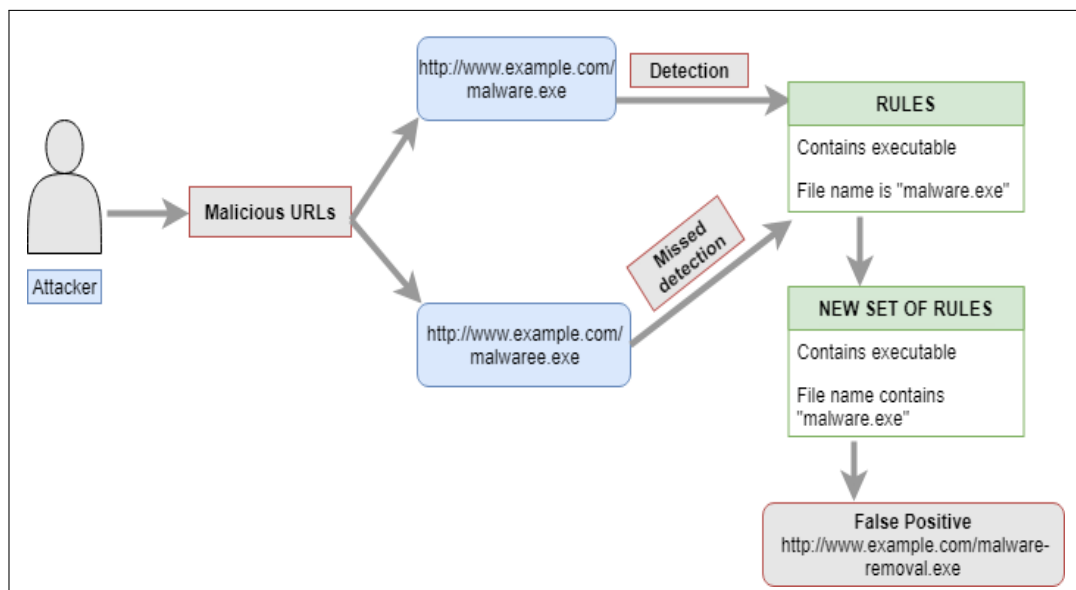 Attacker
Malicious URLs
http://www.example.com/
malware.exe
Detection
http://www.example.com/
malwaree.exe
Missed
detection
RULES
Contains executable
File name is "malware.exe"
NEW SET OF RULES
Contains executable
File name contains
"malware.exe"
False Positive
http://www.example.com/malware-
removal.exe